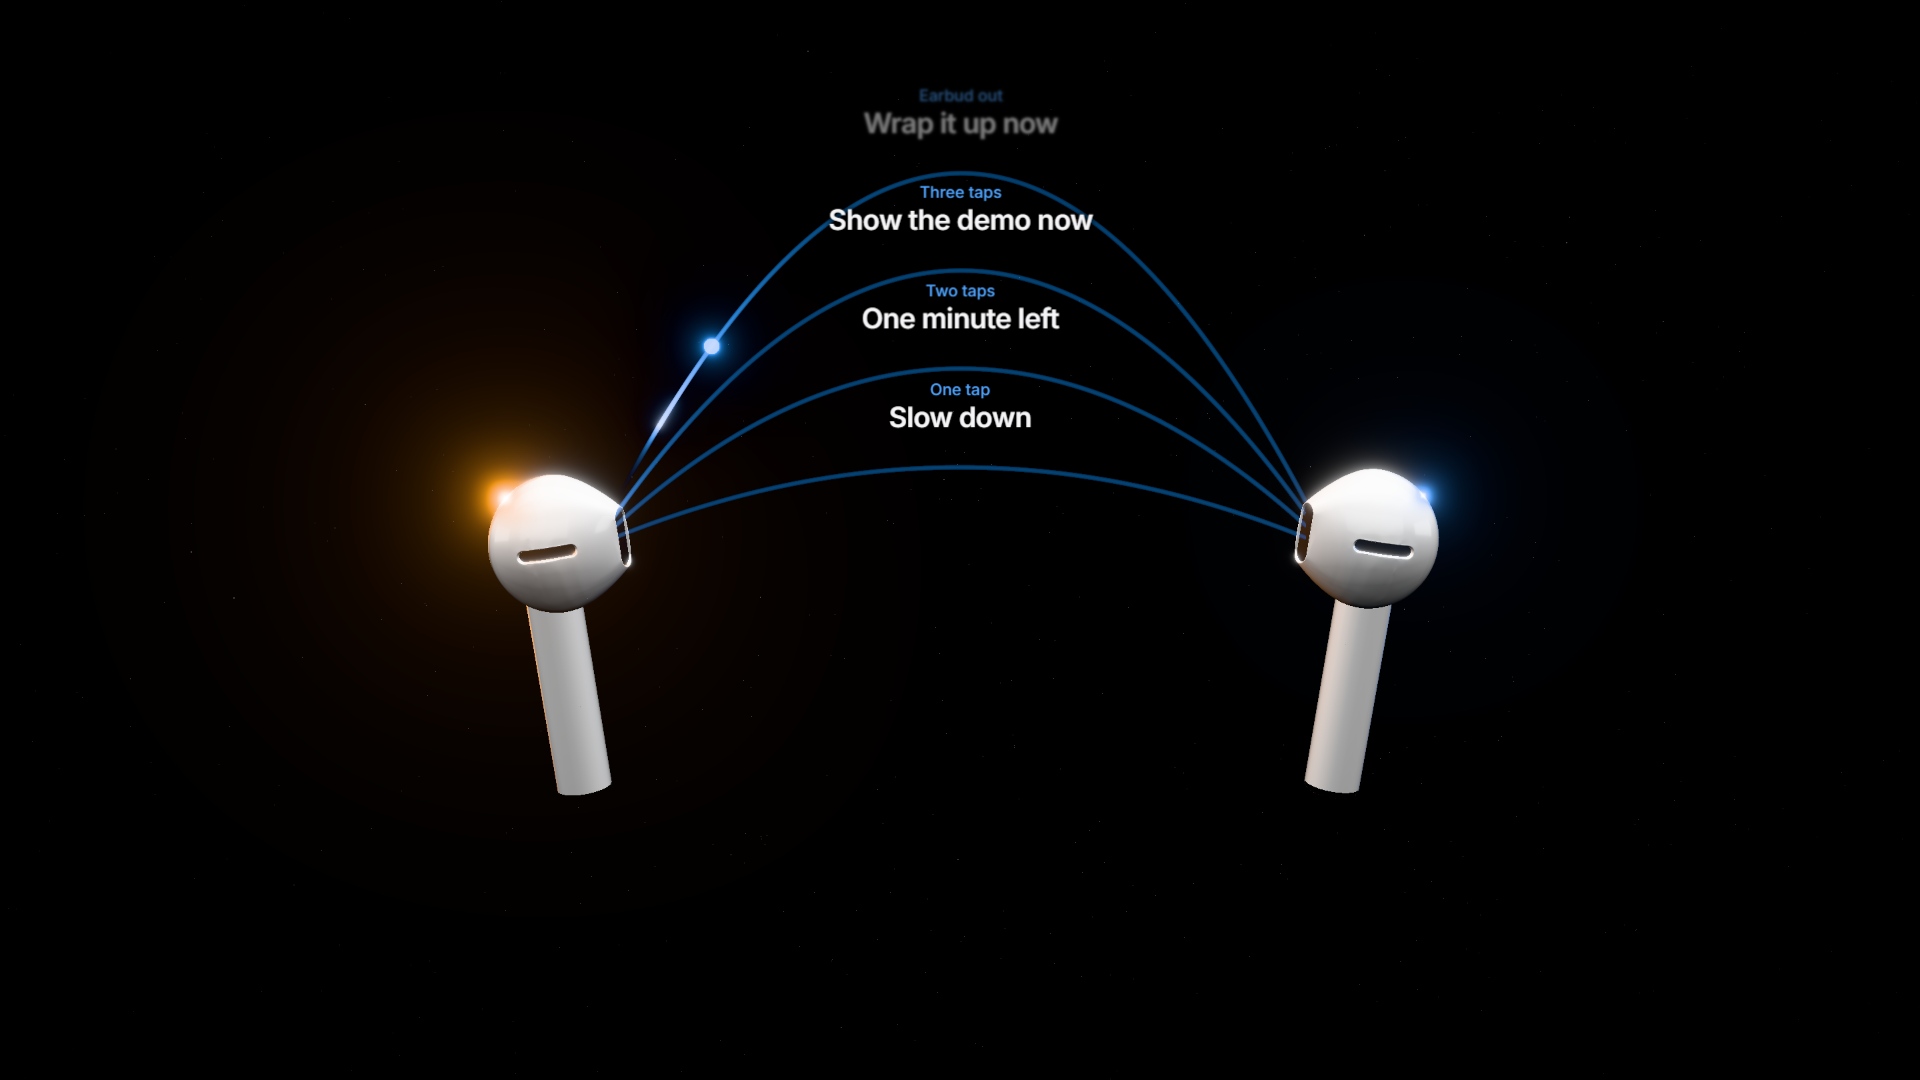 Earbud out
Wrap it up now
Three taps
Show the demo now
Two taps
One minute left
One tap
Slow down